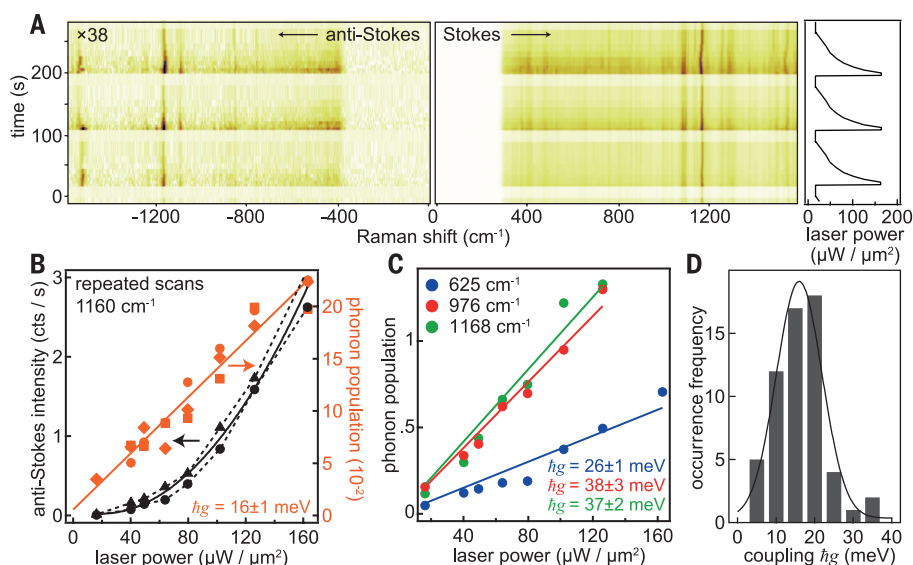 A
×38
anti-Stokes
Stokes
time (s)
200
100
0
-1200
-800
-400
400
800
1200
Raman shift (cm⁻¹)
0
100
200
laser power
(μW / μm²)
B
repeated scans
1160 cm⁻¹
anti-Stokes intensity (cts / s)
3
2
1
0
phonon population (10⁻²)
20
15
10
5
0
ħg = 16±1 meV
0
20
40
60
80
100
120
140
160
laser power (μW / μm²)
C
625 cm⁻¹
976 cm⁻¹
1168 cm⁻¹
phonon population
1
0
ħg = 26±1 meV
ħg = 38±3 meV
ħg = 37±2 meV
40
80
120
160
laser power (μW / μm²)
D
occurrence frequency
15
10
5
0
0
10
20
30
40
coupling ħg (meV)